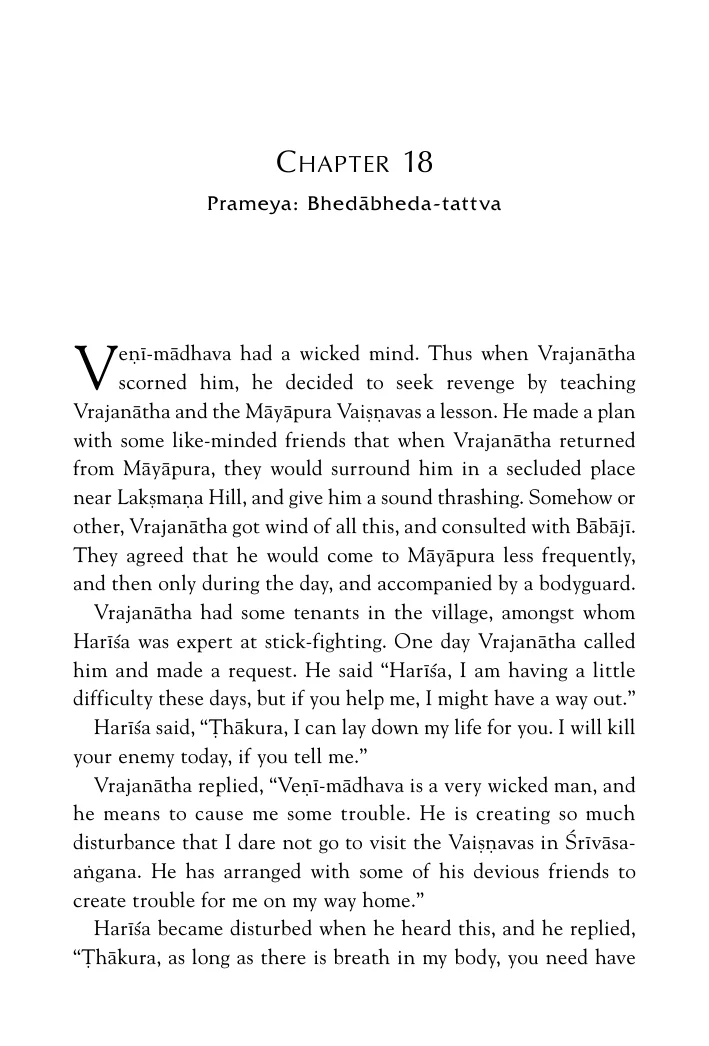 Chapter 18
Prameya: Bhedābheda-tattva
Veṇī-mādhava had a wicked mind. Thus when Vrajanātha
scorned him, he decided to seek revenge by teaching
Vrajanātha and the Māyāpura Vaiṣṇavas a lesson. He made a plan
with some like-minded friends that when Vrajanātha returned
from Māyāpura, they would surround him in a secluded place
near Lakṣmaṇa Hill, and give him a sound thrashing. Somehow or
other, Vrajanātha got wind of all this, and consulted with Bābājī.
They agreed that he would come to Māyāpura less frequently,
and then only during the day, and accompanied by a bodyguard.
Vrajanātha had some tenants in the village, amongst whom
Harīśa was expert at stick-fighting. One day Vrajanātha called
him and made a request. He said “Harīśa, I am having a little
difficulty these days, but if you help me, I might have a way out.”
Harīśa said, “Ṭhākura, I can lay down my life for you. I will kill
your enemy today, if you tell me.”
Vrajanātha replied, “Veṇī-mādhava is a very wicked man, and
he means to cause me some trouble. He is creating so much
disturbance that I dare not go to visit the Vaiṣṇavas in Śrīvāsa-
aṅgana. He has arranged with some of his devious friends to
create trouble for me on my way home.”
Harīśa became disturbed when he heard this, and he replied,
“Ṭhākura, as long as there is breath in my body, you need have